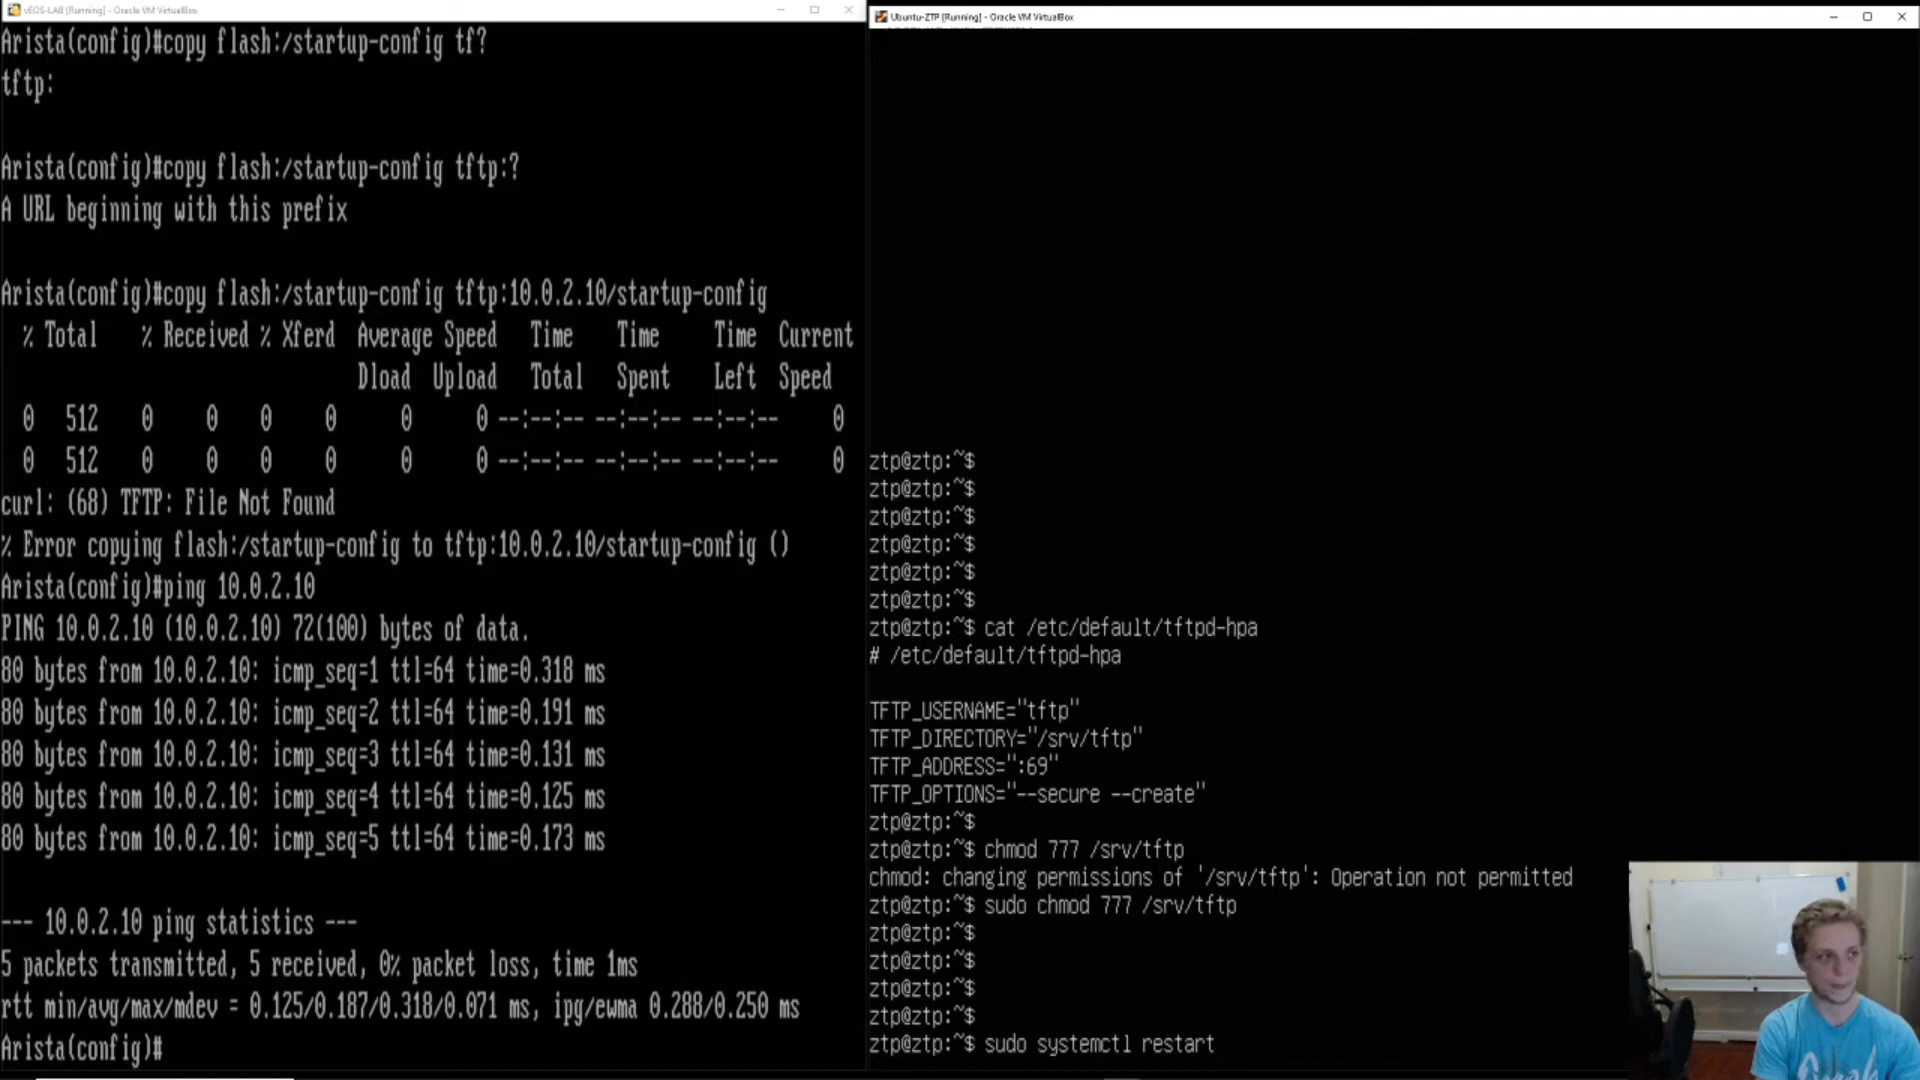 vEOS-LAB [Running] - Oracle VM VirtualBox
Arista(config)#copy flash:/startup-config tf?
tftp:
Arista(config)#copy flash:/startup-config tftp:?
A URL beginning with this prefix
Arista(config)#copy flash:/startup-config tftp:10.0.2.10/startup-config
% Total % Received % Xferd Average Speed Time Time Time Current
Dload Upload Total Spent Left Speed
0 512 0 0 0 0 0 0 --:--:-- --:--:-- --:--:-- 0
0 512 0 0 0 0 0 0 --:--:-- --:--:-- --:--:-- 0
curl: (68) TFTP: File Not Found
% Error copying flash:/startup-config to tftp:10.0.2.10/startup-config ()
Arista(config)#ping 10.0.2.10
PING 10.0.2.10 (10.0.2.10) 72(100) bytes of data.
80 bytes from 10.0.2.10: icmp_seq=1 ttl=64 time=0.318 ms
80 bytes from 10.0.2.10: icmp_seq=2 ttl=64 time=0.191 ms
80 bytes from 10.0.2.10: icmp_seq=3 ttl=64 time=0.131 ms
80 bytes from 10.0.2.10: icmp_seq=4 ttl=64 time=0.125 ms
80 bytes from 10.0.2.10: icmp_seq=5 ttl=64 time=0.173 ms
--- 10.0.2.10 ping statistics ---
5 packets transmitted, 5 received, 0% packet loss, time 1ms
rtt min/avg/max/mdev = 0.125/0.187/0.318/0.071 ms, ipg/ewma 0.288/0.250 ms
Arista(config)#
Ubuntu-ZTP [Running] - Oracle VM VirtualBox
ztp@ztp:~$
ztp@ztp:~$
ztp@ztp:~$
ztp@ztp:~$
ztp@ztp:~$
ztp@ztp:~$
ztp@ztp:~$ cat /etc/default/tftpd-hpa
# /etc/default/tftpd-hpa
TFTP_USERNAME="tftp"
TFTP_DIRECTORY="/srv/tftp"
TFTP_ADDRESS=":69"
TFTP_OPTIONS="--secure --create"
ztp@ztp:~$
ztp@ztp:~$ chmod 777 /srv/tftp
chmod: changing permissions of '/srv/tftp': Operation not permitted
ztp@ztp:~$ sudo chmod 777 /srv/tftp
ztp@ztp:~$
ztp@ztp:~$
ztp@ztp:~$
ztp@ztp:~$
ztp@ztp:~$ sudo systemctl restart